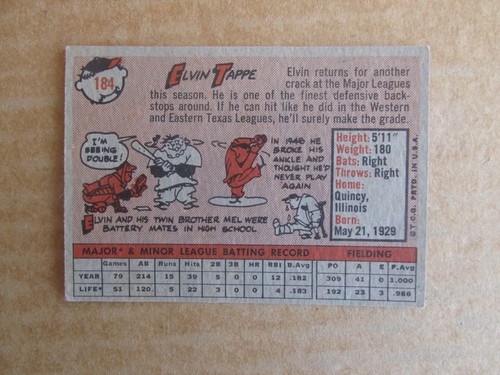 184
ELVIN TAPPE
Elvin returns for another
crack at the Major Leagues
this season. He is one of the finest defensive back-
stops around. If he can hit like he did in the Western
and Eastern Texas Leagues, he'll surely make the grade.
I'M
SEEING
DOUBLE!
IN 1948 HE
BROKE HIS
ANKLE AND
THOUGHT HE'D
NEVER PLAY
AGAIN
ELVIN AND HIS TWIN BROTHER MEL WERE
BATTERY MATES IN HIGH SCHOOL
Height: 5'11"
Weight: 180
Bats: Right
Throws: Right
Home:
Quincy,
Illinois
Born:
May 21, 1929
© T.C.G. PRTD. IN U.S.A.
MAJOR* & MINOR LEAGUE BATTING RECORD FIELDING
Games AB Runs Hits 2B 3B HR RBI B.Avg PO A E F.Avg
YEAR 79 214 15 39 5 0 0 12 .182 309 41 0 1.000
LIFE* 51 120 5 22 3 0 0 4 .183 192 23 3 .986